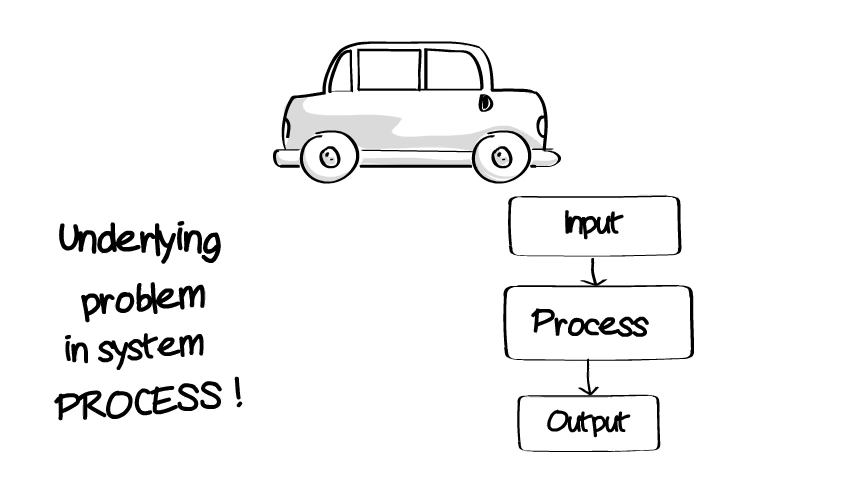 Underlying
problem
in system
PROCESS!
Input
Process
Output